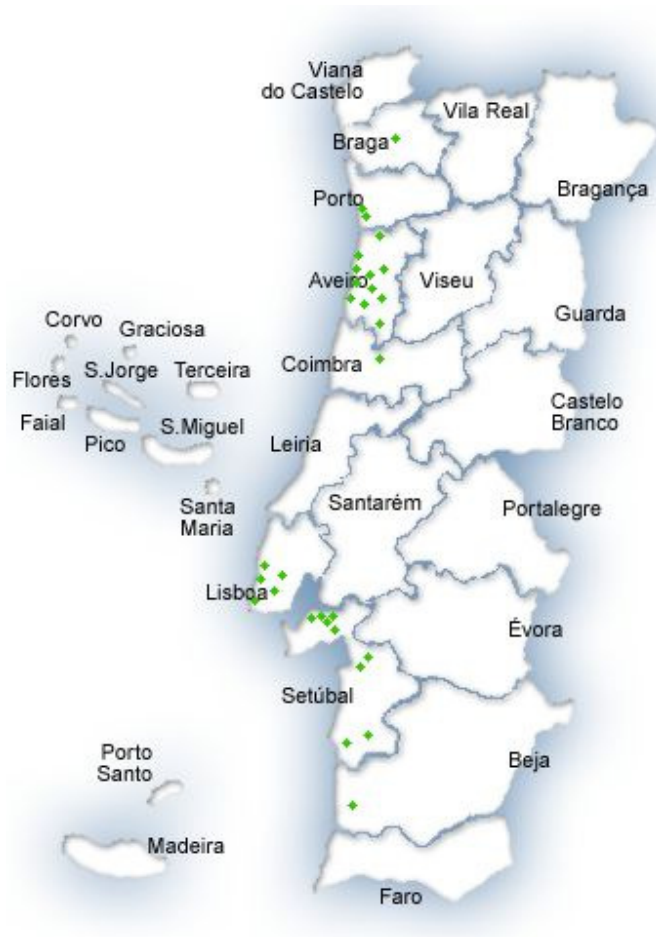 Viana
do Castelo
Vila Real
Braga
Bragança
Porto
Aveiro
Viseu
Guarda
Corvo
Graciosa
Coimbra
Flores
S.Jorge
Terceira
Faial
Pico
S.Miguel
Castelo
Branco
Leiria
Santa
Maria
Santarém
Portalegre
Lisboa
Évora
Setúbal
Porto
Santo
Beja
Madeira
Faro